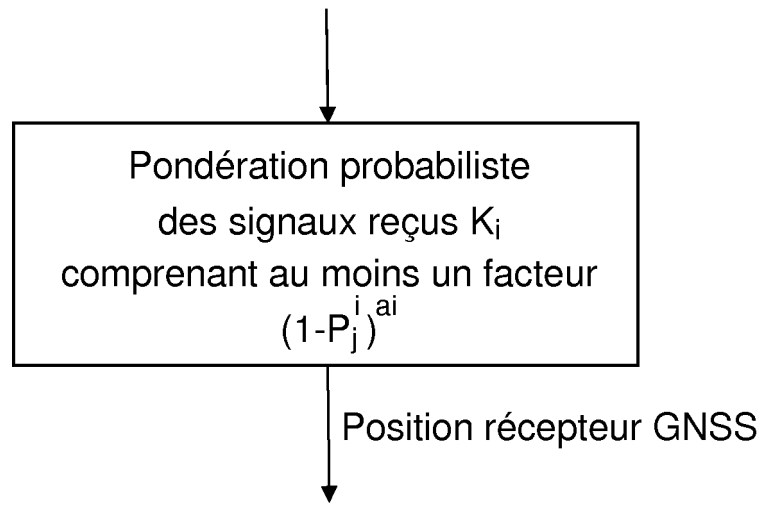 Pondération probabiliste
des signaux reçus Kᵢ
comprenant au moins un facteur
(1-Pⱼⁱ)ᵃⁱ
Position récepteur GNSS